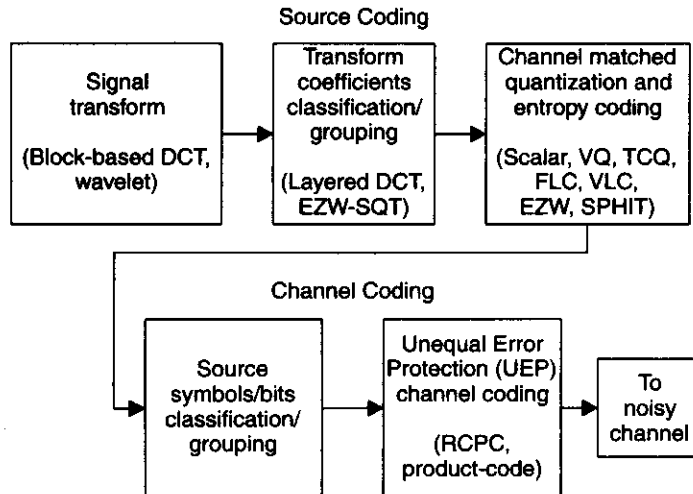 Source Coding
Signal
transform
(Block-based DCT,
wavelet)
Transform
coefficients
classification/
grouping
(Layered DCT,
EZW-SQT)
Channel matched
quantization and
entropy coding
(Scalar, VQ, TCQ,
FLC, VLC,
EZW, SPHIT)
Channel Coding
Source
symbols/bits
classification/
grouping
Unequal Error
Protection (UEP)
channel coding
(RCPC,
product-code)
To
noisy
channel